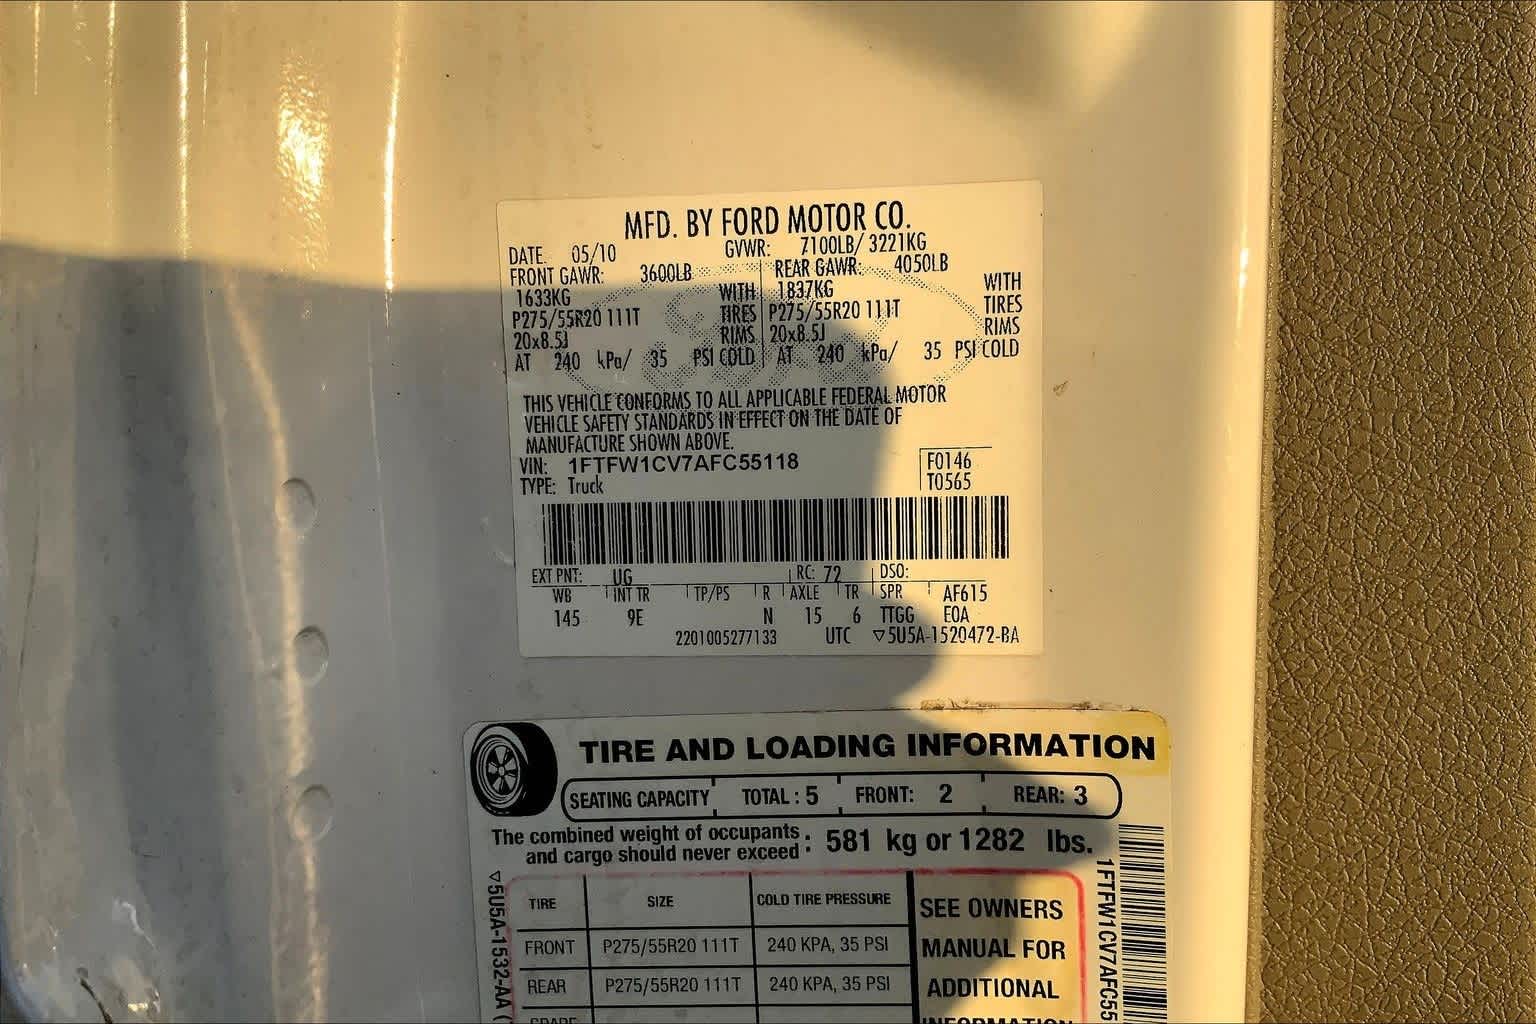 MFD. BY FORD MOTOR CO.
DATE 05/10 GVWR: 7100LB/ 3221KG
FRONT GAWR: 3600LB REAR GAWR: 4050LB
1633KG WITH 1837KG WITH
P275/55R20 111T TIRES P275/55R20 111T TIRES
20x8.5J RIMS 20x8.5J RIMS
AT 240 kPa/ 35 PSI COLD AT 240 kPa/ 35 PSI COLD
THIS VEHICLE CONFORMS TO ALL APPLICABLE FEDERAL MOTOR
VEHICLE SAFETY STANDARDS IN EFFECT ON THE DATE OF
MANUFACTURE SHOWN ABOVE.
VIN: 1FTFW1CV7AFC55118 F0146
TYPE: Truck T0565
EXT PNT: UG RC: 72 DSO:
WB INT TR TP/PS R AXLE TR SPR AF615
145 9E N 15 6 TTGG EOA
2201005277133 UTC ▽5U5A-1520472-BA
TIRE AND LOADING INFORMATION
SEATING CAPACITY TOTAL : 5 FRONT: 2 REAR: 3
The combined weight of occupants
and cargo should never exceed : 581 kg or 1282 lbs.
TIRE SIZE COLD TIRE PRESSURE
FRONT P275/55R20 111T 240 KPA, 35 PSI
REAR P275/55R20 111T 240 KPA, 35 PSI
SPARE
SEE OWNERS
MANUAL FOR
ADDITIONAL
INFORMATION
▽5U5A-1532-AA (
1FTFW1CV7AFC55